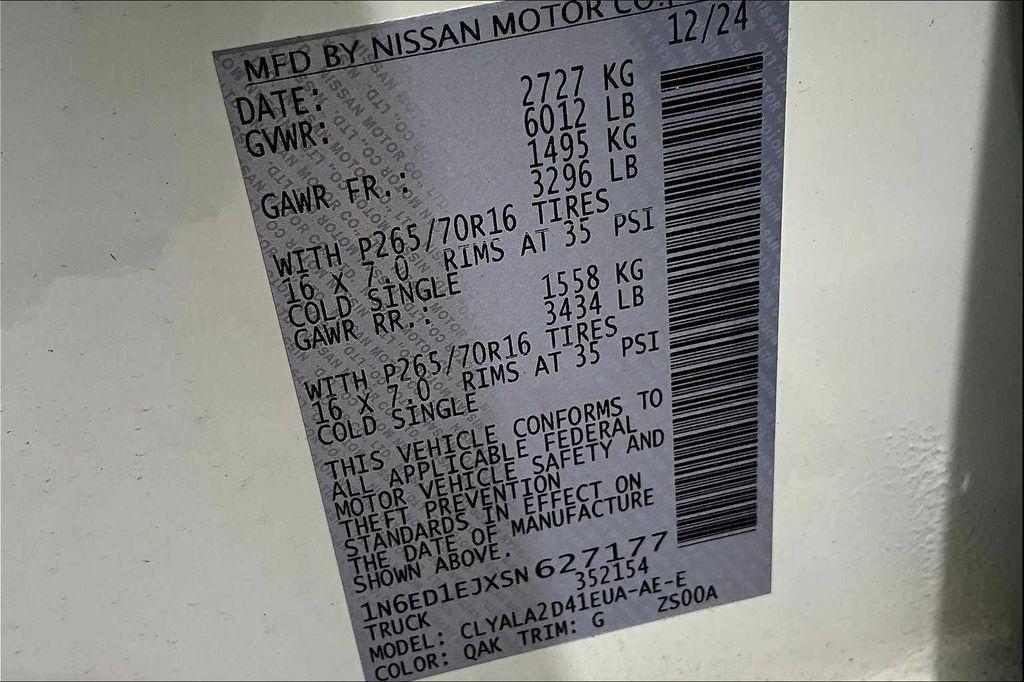 MFD BY NISSAN MOTOR CO.,
DATE: 12/24
GVWR: 2727 KG
6012 LB
GAWR FR.: 1495 KG
3296 LB
WITH P265/70R16 TIRES
16 X 7.0 RIMS AT 35 PSI
COLD SINGLE
GAWR RR.: 1558 KG
3434 LB
WITH P265/70R16 TIRES
16 X 7.0 RIMS AT 35 PSI
COLD SINGLE
THIS VEHICLE CONFORMS TO
ALL APPLICABLE FEDERAL
MOTOR VEHICLE SAFETY AND
THEFT PREVENTION
STANDARDS IN EFFECT ON
THE DATE OF MANUFACTURE
SHOWN ABOVE.
1N6ED1EJXSN627177
TRUCK 352154
MODEL: CLYALA2D41EUA-AE-E
COLOR: QAK TRIM: G ZS00A